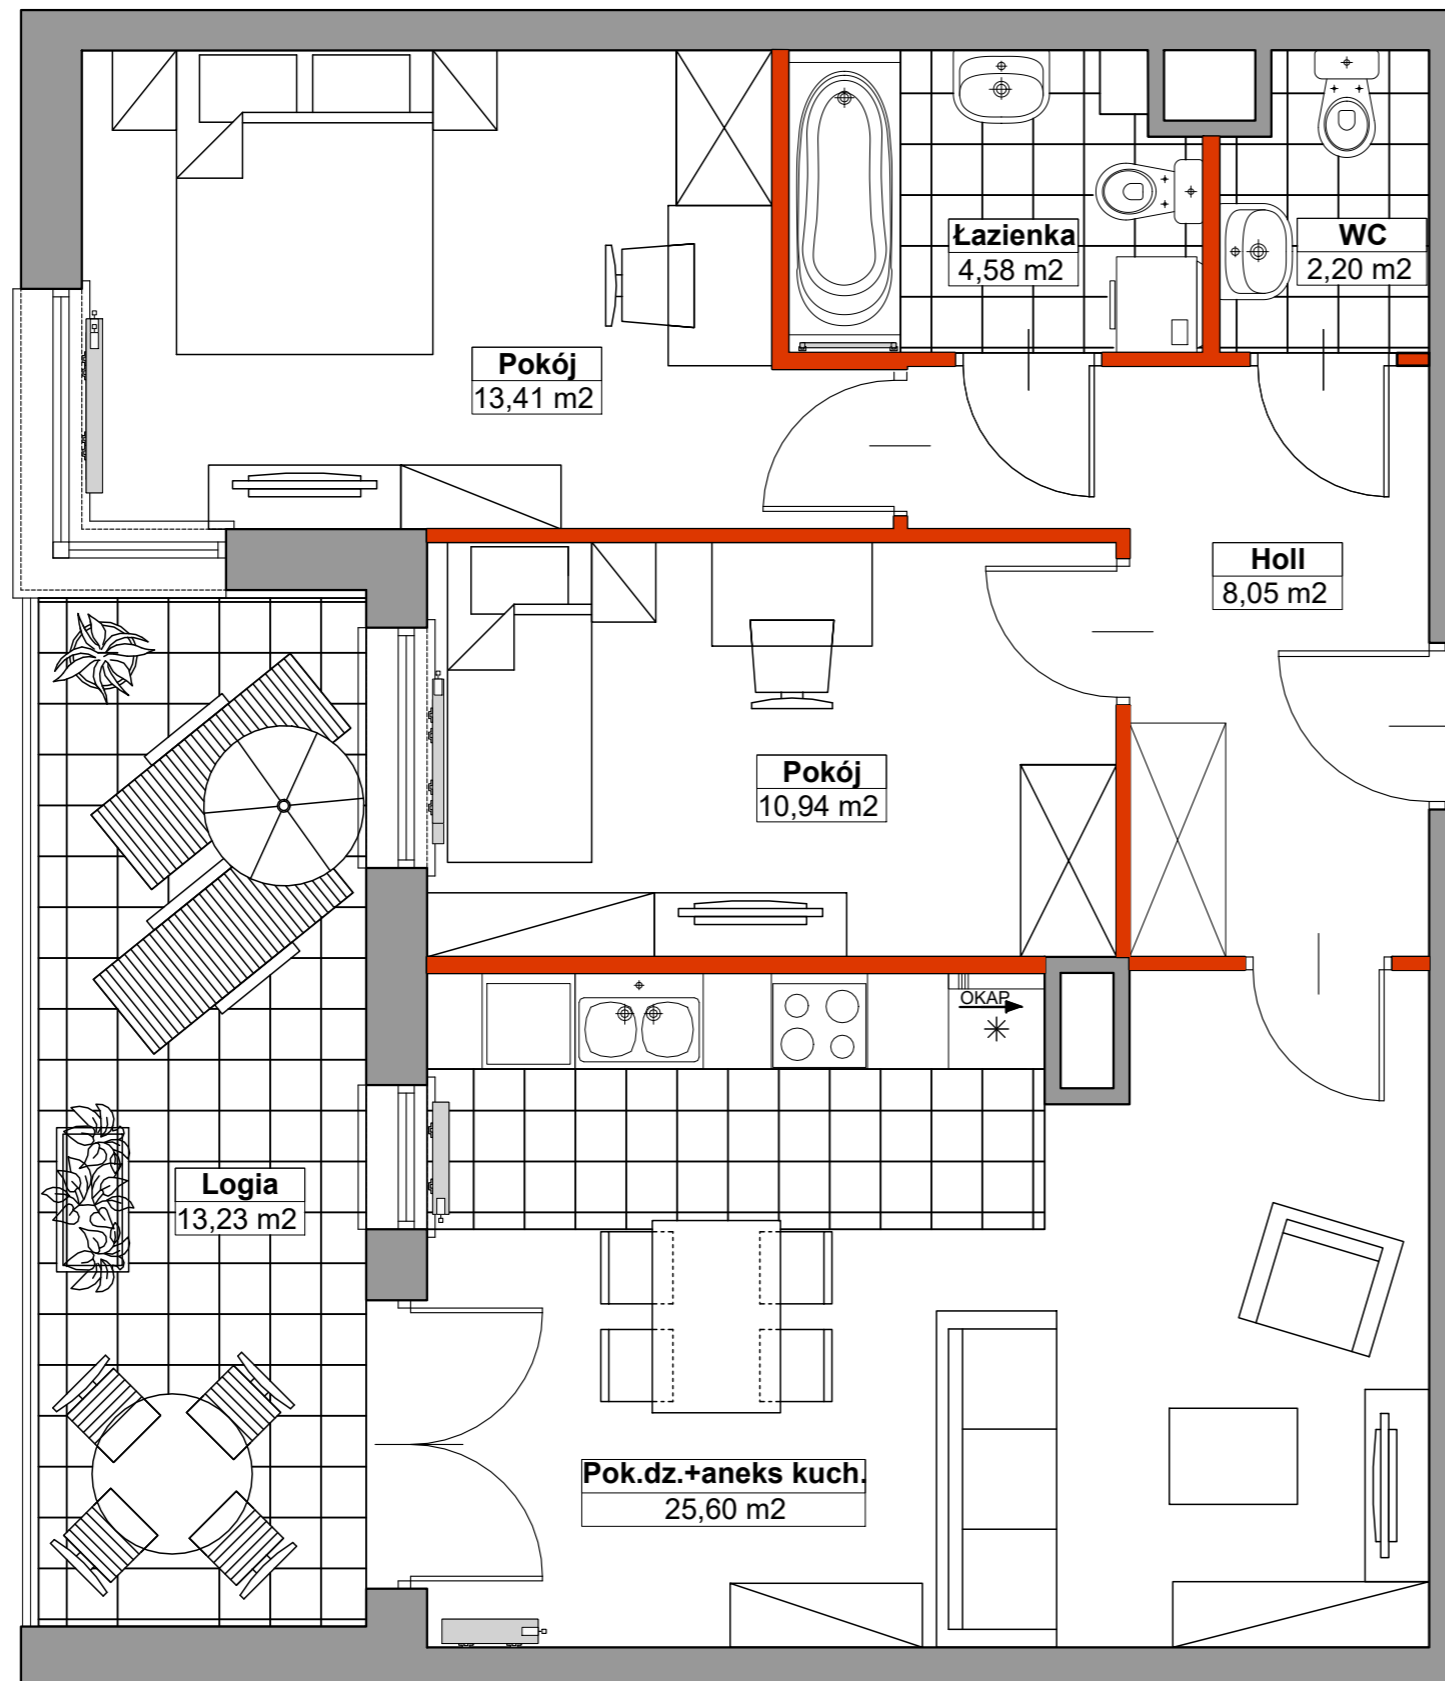 Łazienka
4,58 m2
WC
2,20 m2
Pokój
13,41 m2
Holl
8,05 m2
Pokój
10,94 m2
OKAP
Logia
13,23 m2
Pok.dz.+aneks kuch.
25,60 m2